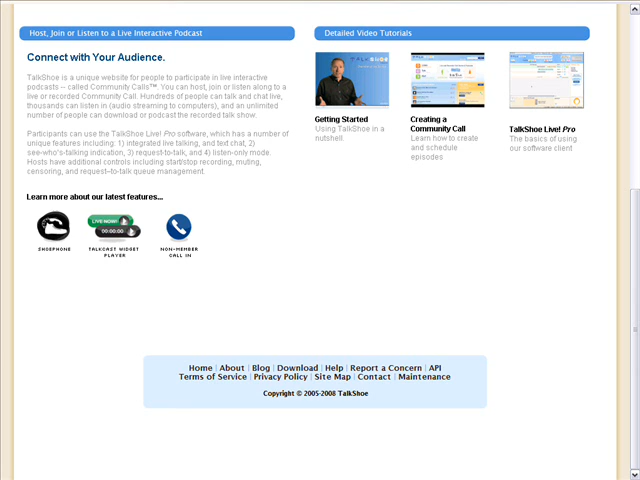 Host, Join or Listen to a Live Interactive Podcast
Connect with Your Audience.
TalkShoe is a unique website for people to participate in live interactive
podcasts -- called Community Calls™. You can host, join or listen along to a
live or recorded Community Call. Hundreds of people can talk and chat live,
thousands can listen in (audio streaming to computers), and an unlimited
number of people can download or podcast the recorded talk show.
Participants can use the TalkShoe Live! Pro software, which has a number of
unique features including: 1) integrated live talking, and text chat, 2)
see-who's-talking indication, 3) request-to-talk, and 4) listen-only mode.
Hosts have additional controls including start/stop recording, muting,
censoring, and request-to-talk queue management.
Learn more about our latest features...
SHOEPHONE
LIVE NOW!
00:00:00
TALKCAST WIDGET
PLAYER
NON-MEMBER
CALL IN
Detailed Video Tutorials
TALKSHOE
Getting Started
Using TalkShoe in a
nutshell
Creating a
Community Call
Learn how to create
and schedule
episodes
TalkShoe Live! Pro
The basics of using
our software client
Home | About | Blog | Download | Help | Report a Concern | API
Terms of Service | Privacy Policy | Site Map | Contact | Maintenance
Copyright © 2005-2008 TalkShoe